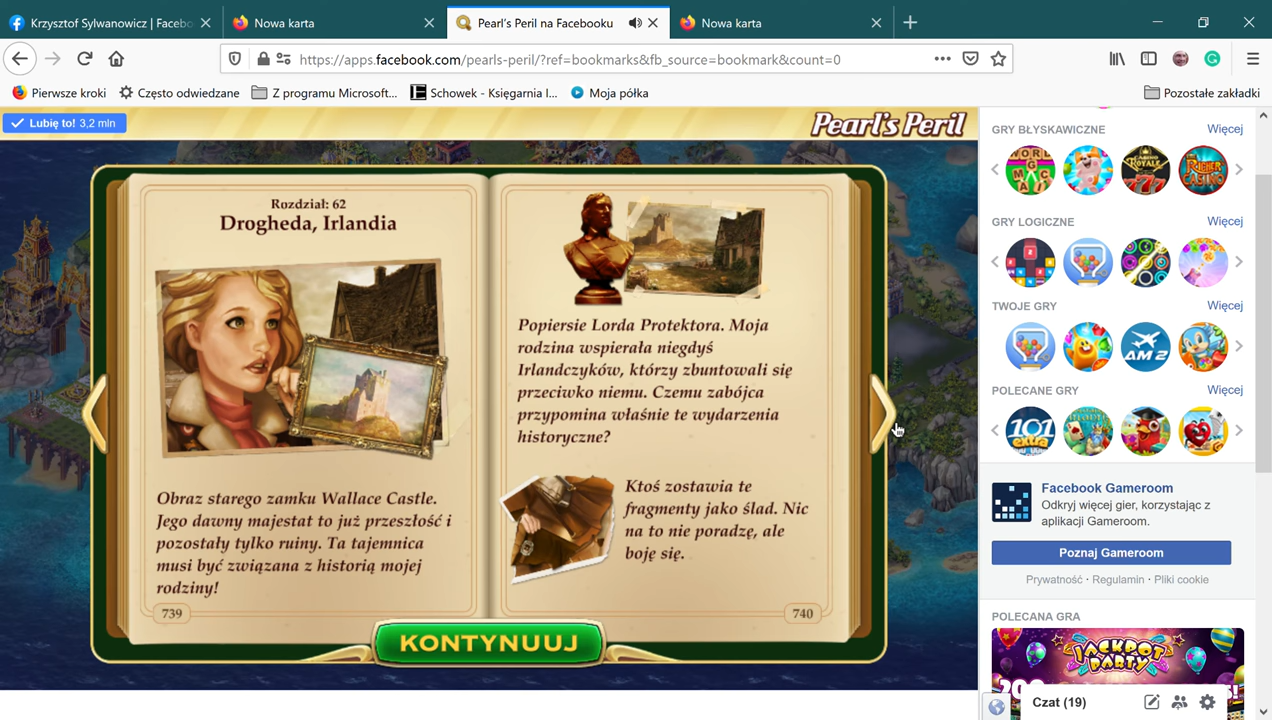 Krzysztof Sylwanowicz | Facebo
Nowa karta
Pearl's Peril na Facebooku
Nowa karta
https://apps.facebook.com/pearls-peril/?ref=bookmarks&fb_source=bookmark&count=0
Pierwsze kroki
Często odwiedzane
Z programu Microsoft...
Schowek - Księgarnia I...
Moja półka
Pozostałe zakładki
Lubię to! 3,2 mln
Pearl's Peril
Rozdział: 62
Drogheda, Irlandia
Obraz starego zamku Wallace Castle.
Jego dawny majestat to już przeszłość i
pozostały tylko ruiny. Ta tajemnica
musi być związana z historią mojej
rodziny!
739
Popiersie Lorda Protektora. Moja
rodzina wspierała niegdyś
Irlandczyków, którzy zbuntowali się
przeciwko niemu. Czemu zabójca
przypomina właśnie te wydarzenia
historyczne?
Ktoś zostawia te
fragmenty jako ślad. Nic
na to nie poradzę, ale
boję się.
740
KONTYNUUJ
GRY BŁYSKAWICZNE
Więcej
CASINO
ROYALE
777
CASINO
GRY LOGICZNE
Więcej
TWOJE GRY
Więcej
AM2
POLECANE GRY
Więcej
101
extra
Facebook Gameroom
Odkryj więcej gier, korzystając z
aplikacji Gameroom.
Poznaj Gameroom
Prywatność · Regulamin · Pliki cookie
POLECANA GRA
JACKPOT
PARTY
Czat (19)